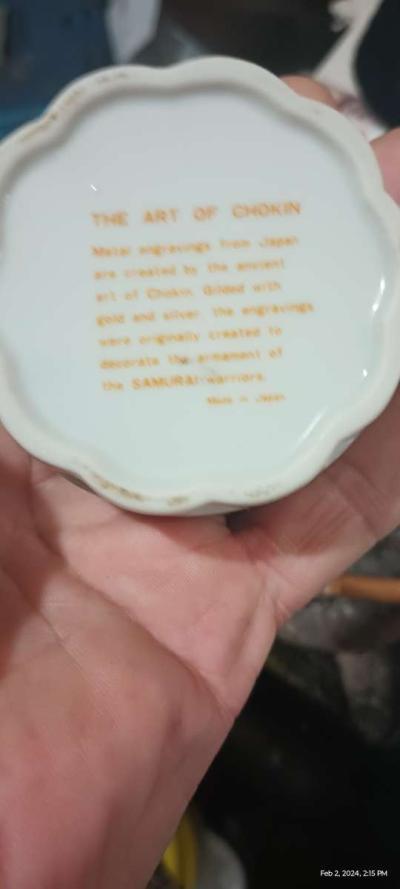 THE ART OF CHOKIN
Metal engravings from Japan
are created by the ancient
art of Chokin. Gilded with
gold and silver, the engravings
were originally created to
decorate the armament of
the SAMURAI warriors.
Made in Japan
Feb 2, 2024, 2:15 PM